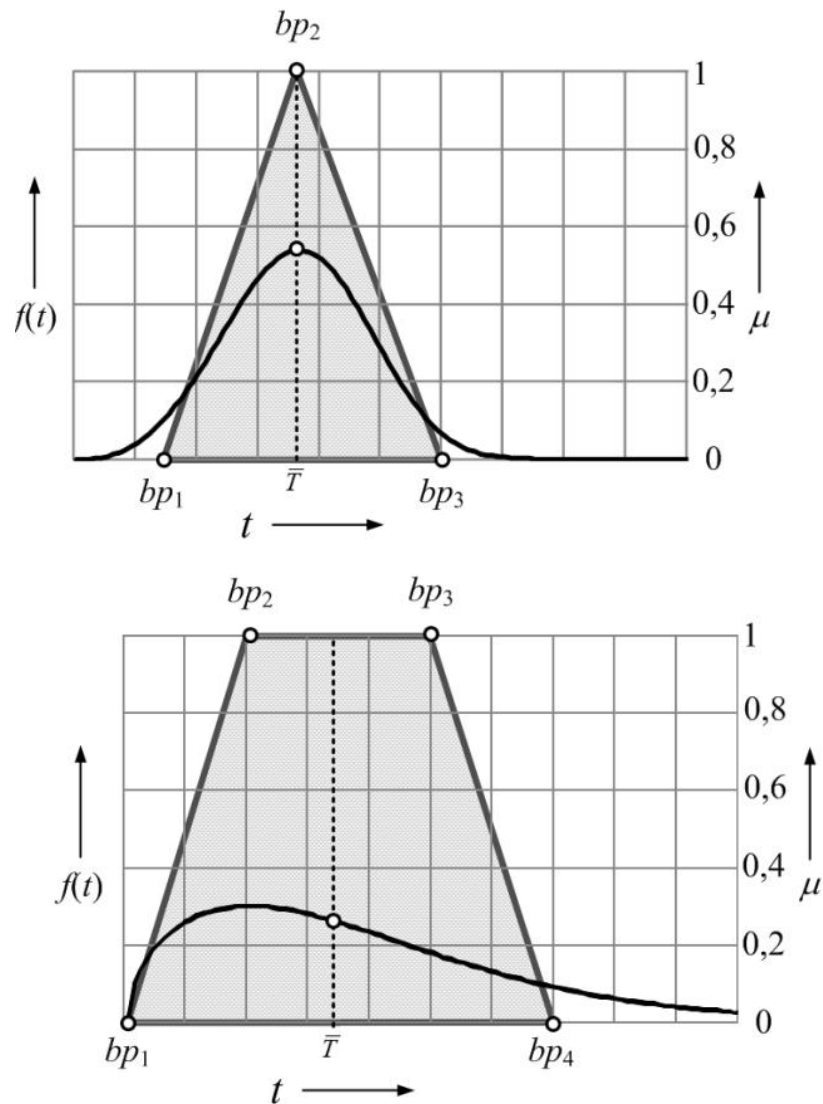 bp₂
1
0,8
0,6
f(t) 0,4 μ
0,2
0
bp₁ T̿ bp₃
t
bp₂ bp₃
1
0,8
0,6
f(t) 0,4 μ
0,2
0
bp₁ T̿ bp₄
t